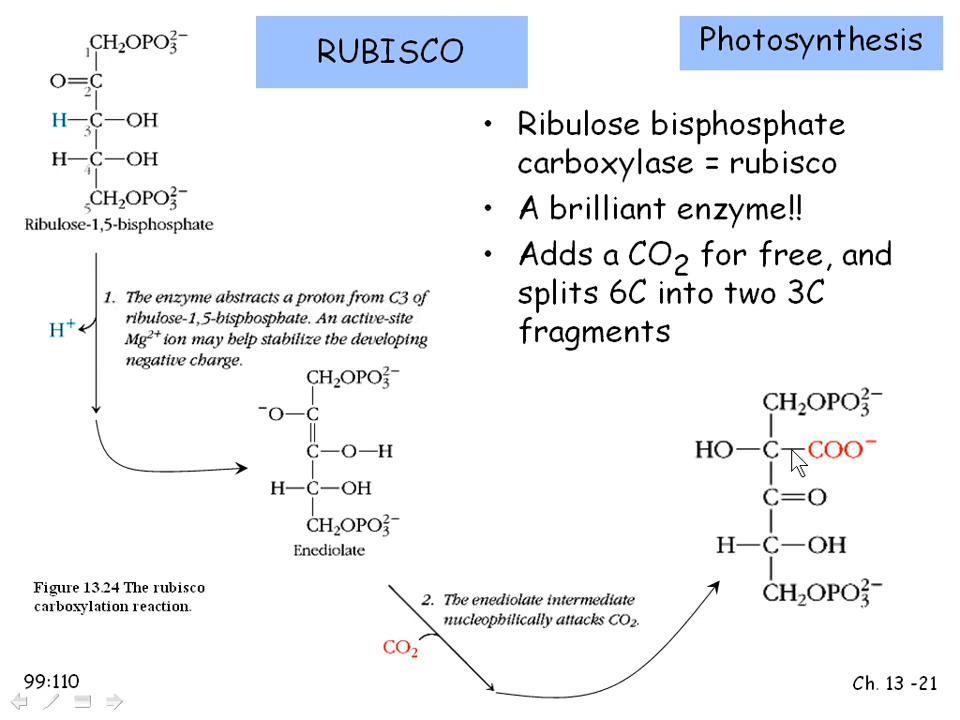 RUBISCO
Photosynthesis
• Ribulose bisphosphate
carboxylase = rubisco
• A brilliant enzyme!!
• Adds a CO2 for free, and
splits 6C into two 3C
fragments
CH2OPO3^2−
1
O=C
2
H—C—OH
3
H—C—OH
4
CH2OPO3^2−
5
Ribulose-1,5-bisphosphate
1. The enzyme abstracts a proton from C3 of
ribulose-1,5-bisphosphate. An active-site
Mg2+ ion may help stabilize the developing
negative charge.
H+
CH2OPO3^2−
−O—C
C—O—H
H—C—OH
CH2OPO3^2−
Enediolate
2. The enediolate intermediate
nucleophilically attacks CO2.
CO2
CH2OPO3^2−
HO—C—COO−
C=O
H—C—OH
CH2OPO3^2−
Figure 13.24 The rubisco
carboxylation reaction.
99:110
Ch. 13 -21